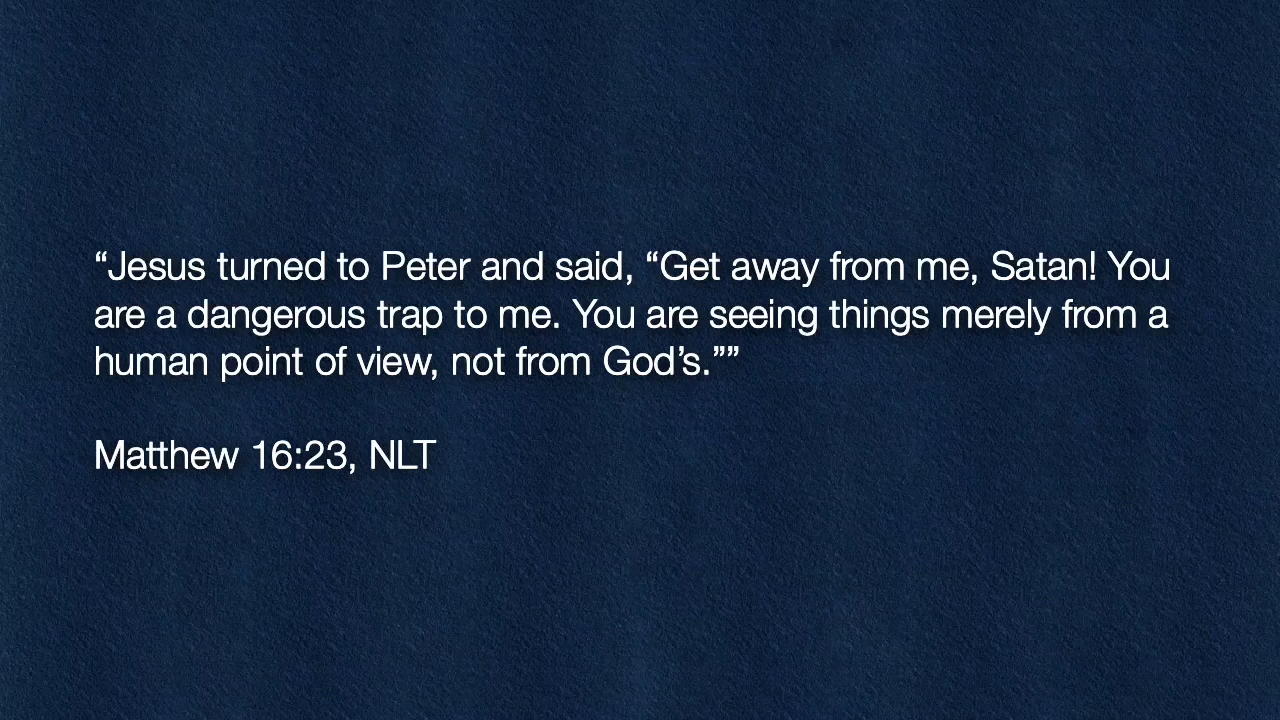 “Jesus turned to Peter and said, “Get away from me, Satan! You
are a dangerous trap to me. You are seeing things merely from a
human point of view, not from God’s.””
Matthew 16:23, NLT